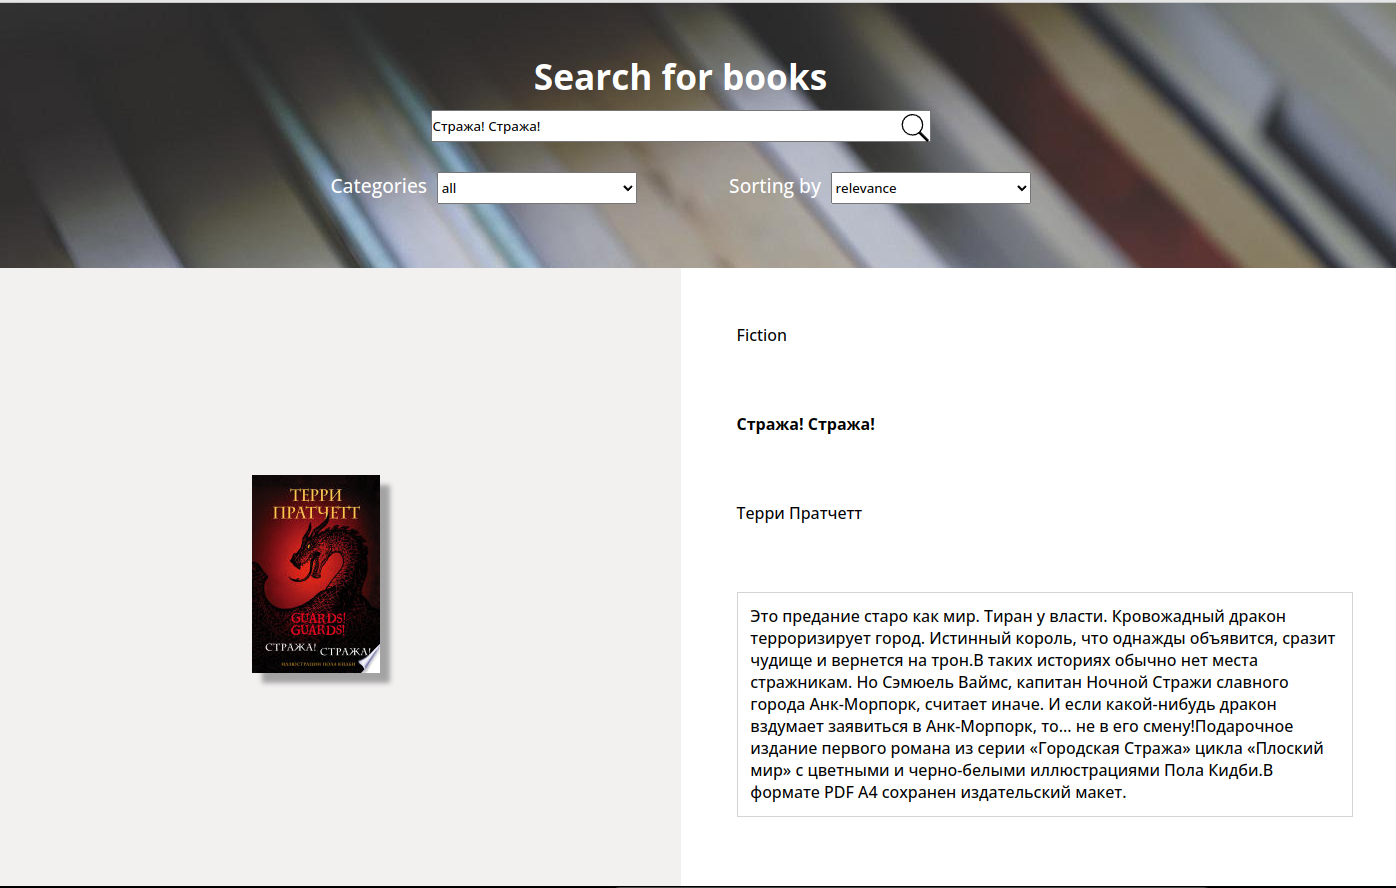 Search for books
Стража! Стража!
Categories all Sorting by relevance
Fiction
Стража! Стража!
Терри Пратчетт
ТЕРРИ
ПРАТЧЕТТ
GUARDS!
GUARDS!
СТРАЖА! СТРАЖА!
ИЛЛЮСТРАЦИИ ПОЛА КИДБИ
Это предание старо как мир. Тиран у власти. Кровожадный дракон
терроризирует город. Истинный король, что однажды объявится, сразит
чудище и вернется на трон.В таких историях обычно нет места
стражникам. Но Сэмюель Ваймс, капитан Ночной Стражи славного
города Анк-Морпорк, считает иначе. И если какой-нибудь дракон
вздумает заявиться в Анк-Морпорк, то… не в его смену!Подарочное
издание первого романа из серии «Городская Стража» цикла «Плоский
мир» с цветными и черно-белыми иллюстрациями Пола Кидби.В
формате PDF A4 сохранен издательский макет.